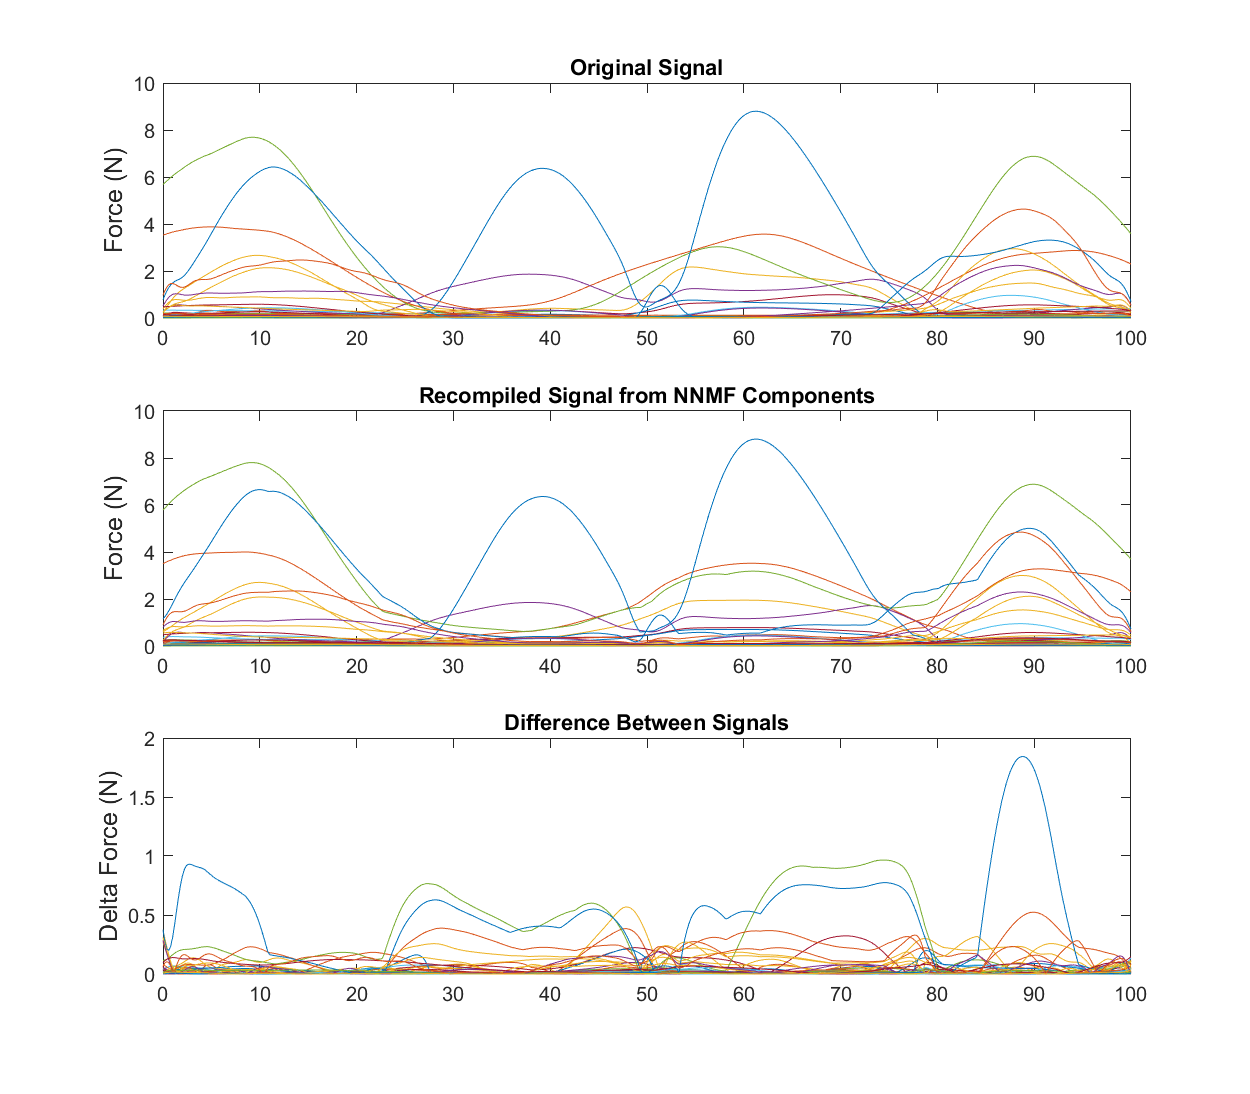 Original Signal
10
8
6
4
2
0
Force (N)
0 10 20 30 40 50 60 70 80 90 100
Recompiled Signal from NNMF Components
10
8
6
4
2
0
Force (N)
0 10 20 30 40 50 60 70 80 90 100
Difference Between Signals
2
1.5
1
0.5
0
Delta Force (N)
0 10 20 30 40 50 60 70 80 90 100